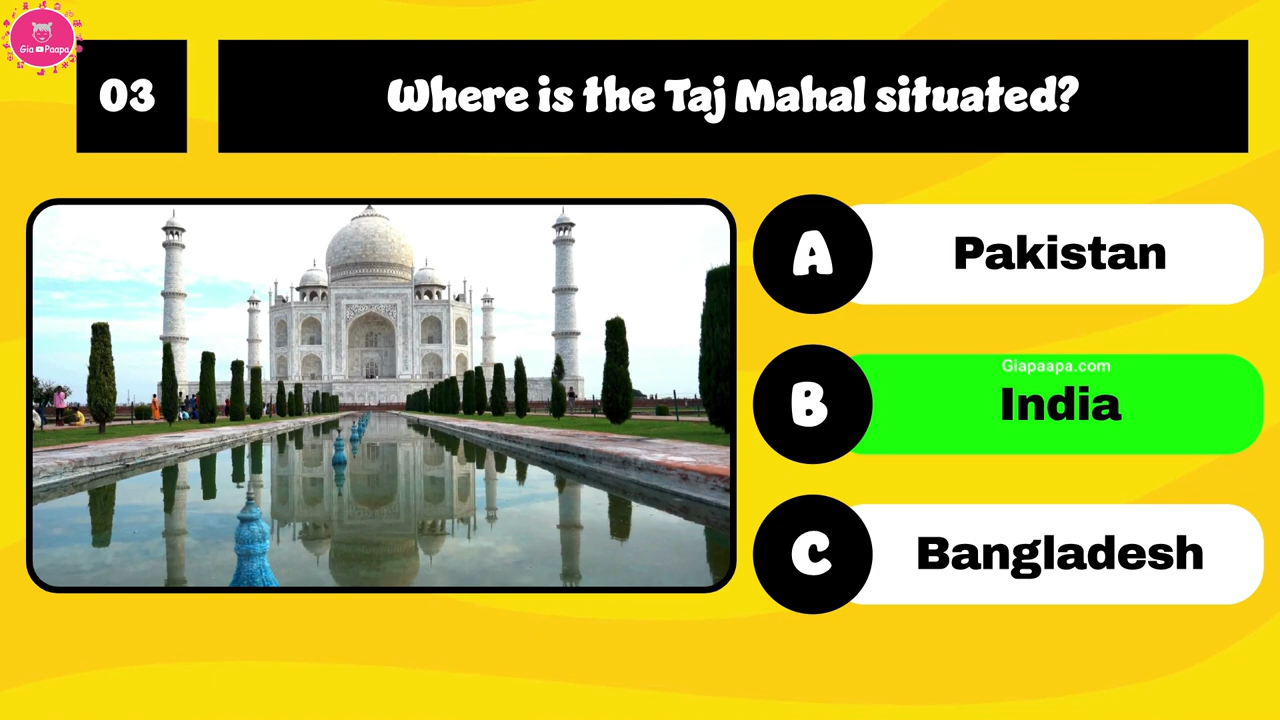 Gia Paapa
03
Where is the Taj Mahal situated?
A
Pakistan
Giapaapa.com
B
India
C
Bangladesh